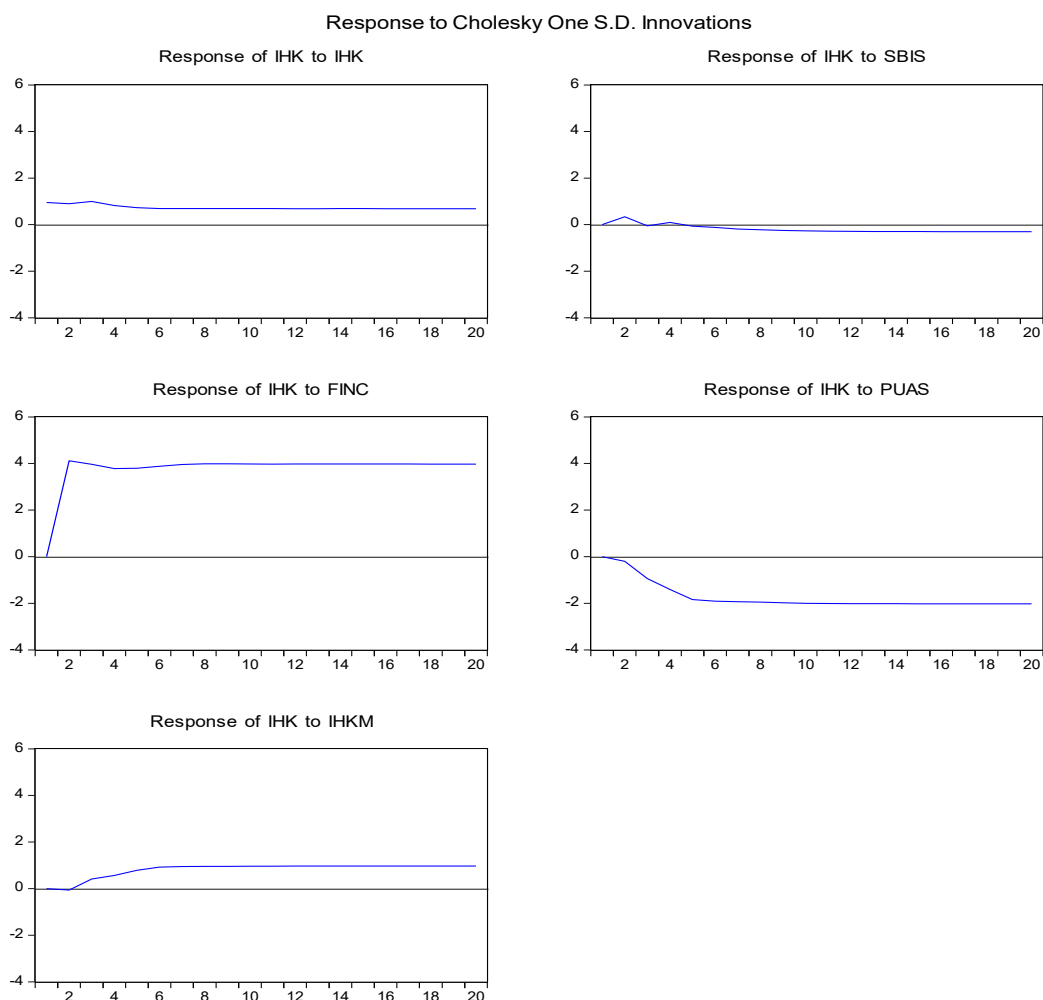 Response to Cholesky One S.D. Innovations
Response of IHK to IHK
6
4
2
0
-2
-4
2 4 6 8 10 12 14 16 18 20
Response of IHK to SBIS
6
4
2
0
-2
-4
2 4 6 8 10 12 14 16 18 20
Response of IHK to FINC
6
4
2
0
-2
-4
2 4 6 8 10 12 14 16 18 20
Response of IHK to PUAS
6
4
2
0
-2
-4
2 4 6 8 10 12 14 16 18 20
Response of IHK to IHKM
6
4
2
0
-2
-4
2 4 6 8 10 12 14 16 18 20